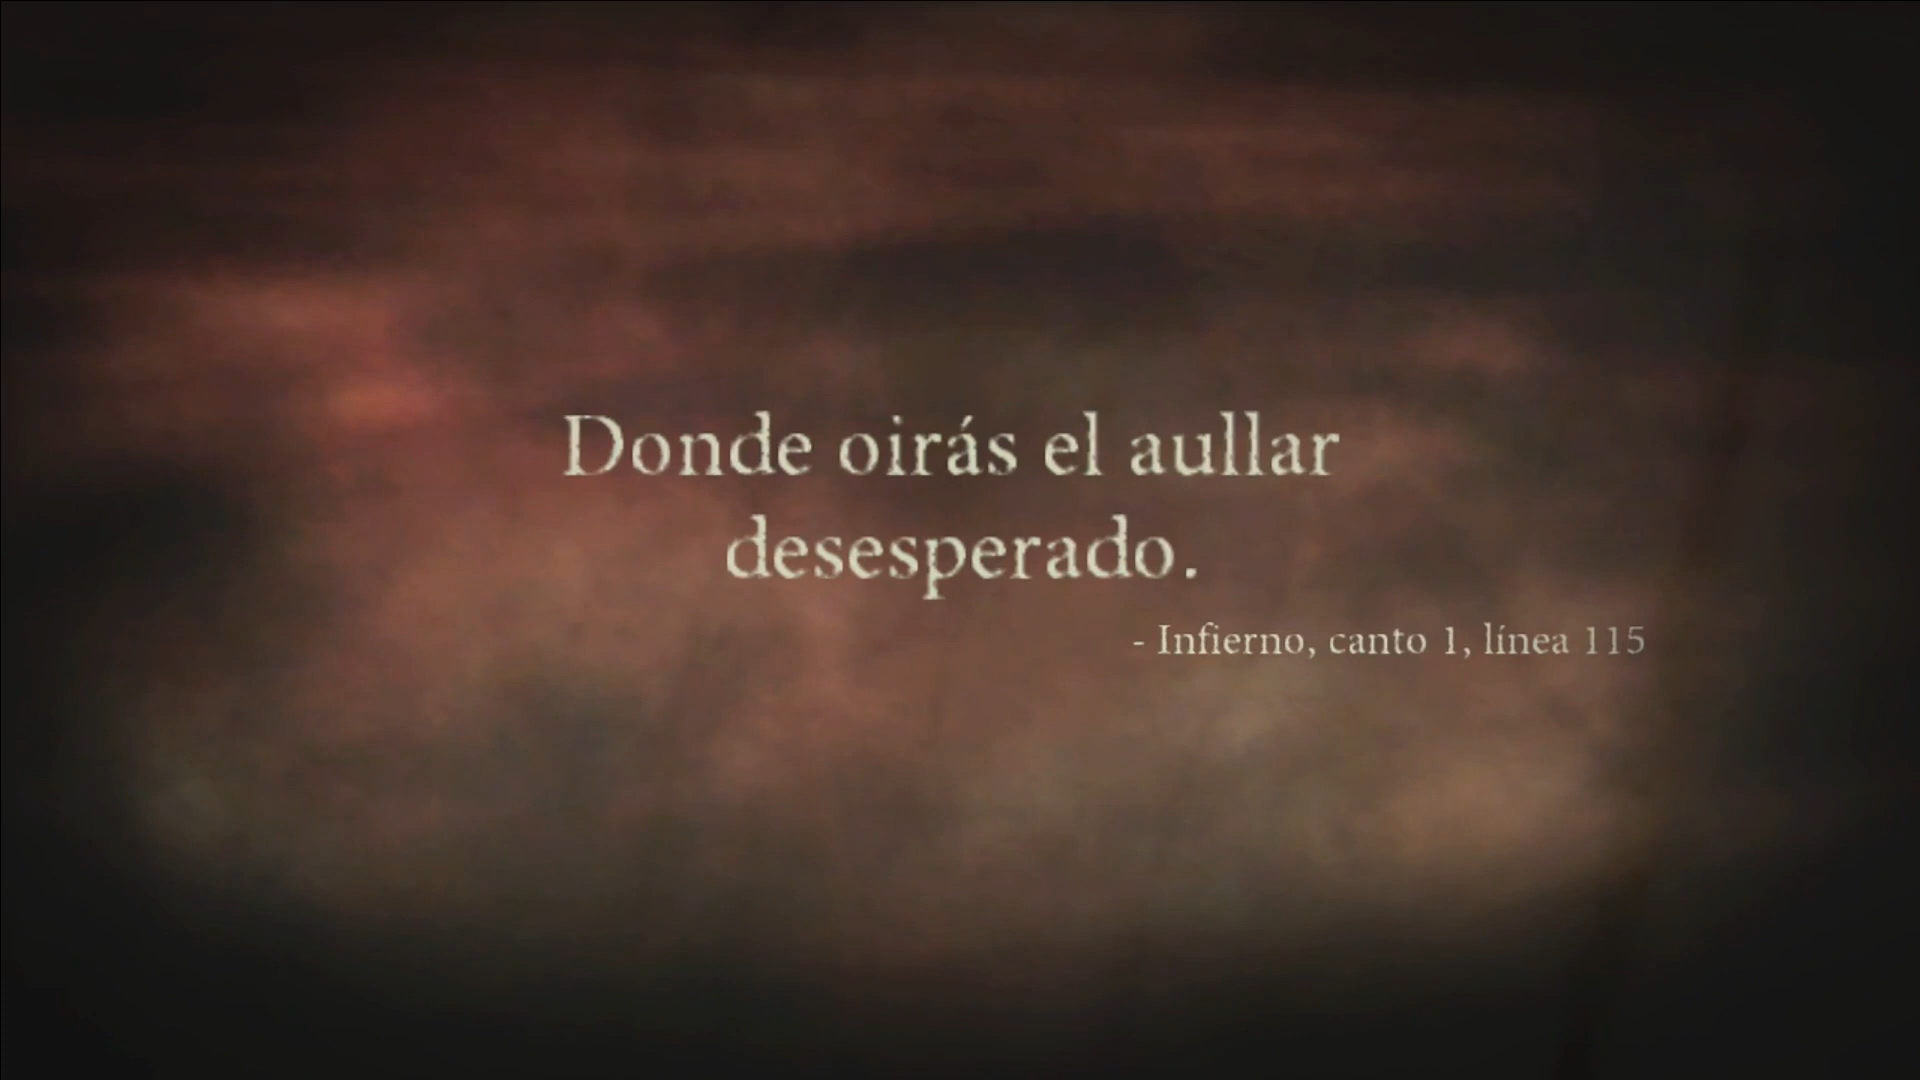 Donde oirás el aullar
desesperado.
- Infierno, canto 1, línea 115